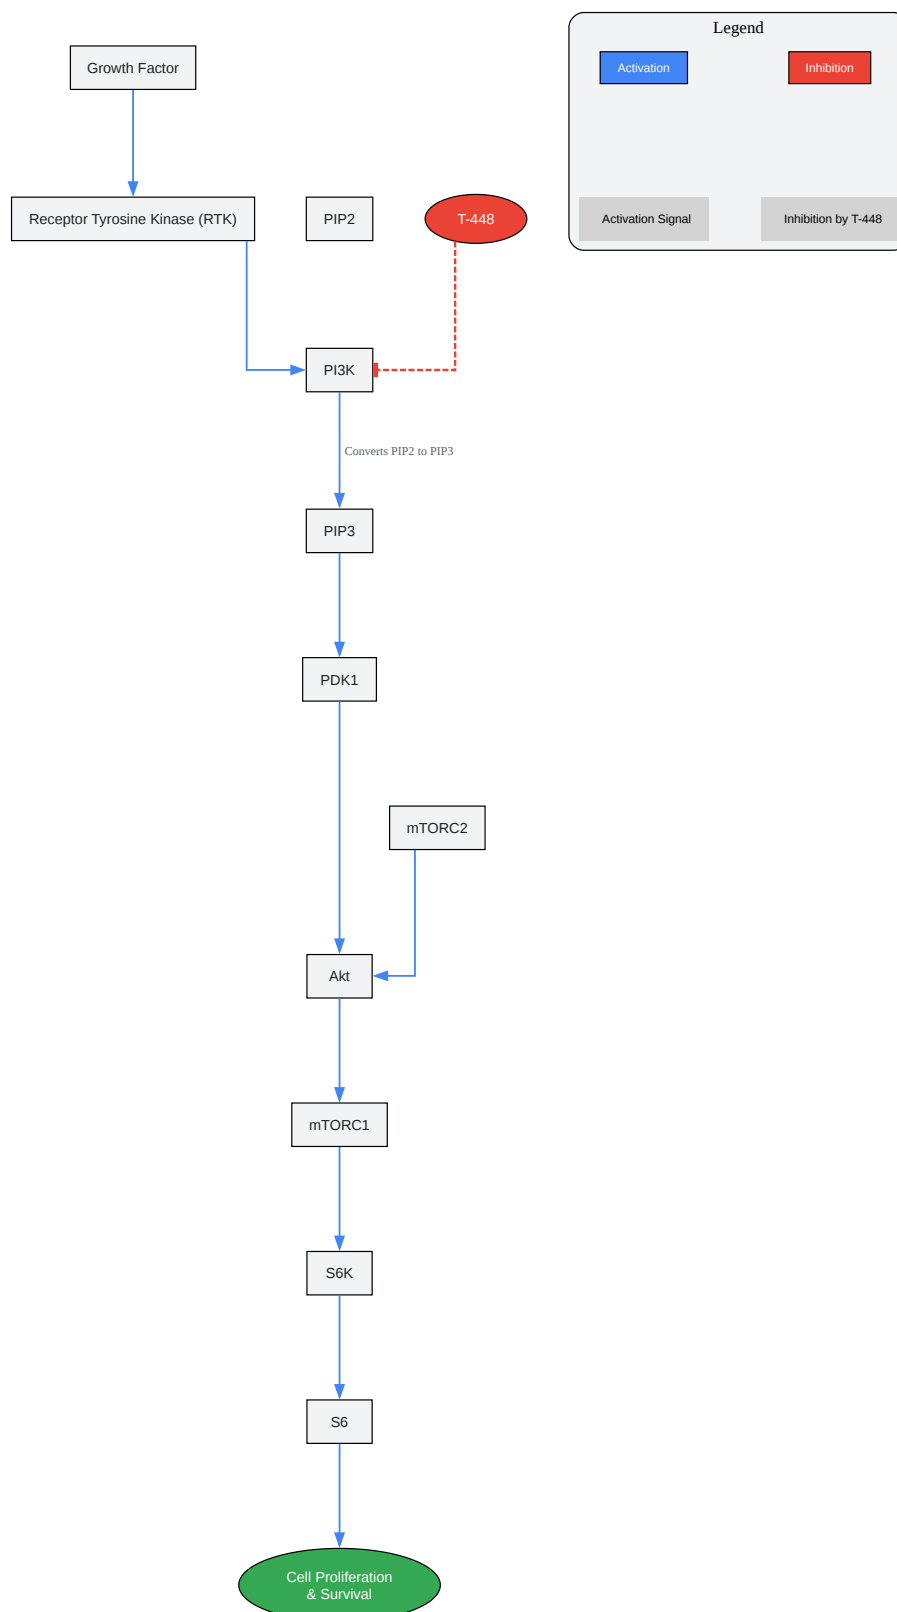 Legend
Growth Factor
Activation
Inhibition
Receptor Tyrosine Kinase (RTK)
PIP2
T-448
Activation Signal
Inhibition by T-448
PI3K
Converts PIP2 to PIP3
PIP3
PDK1
mTORC2
Akt
mTORC1
S6K
S6
Cell Proliferation
& Survival